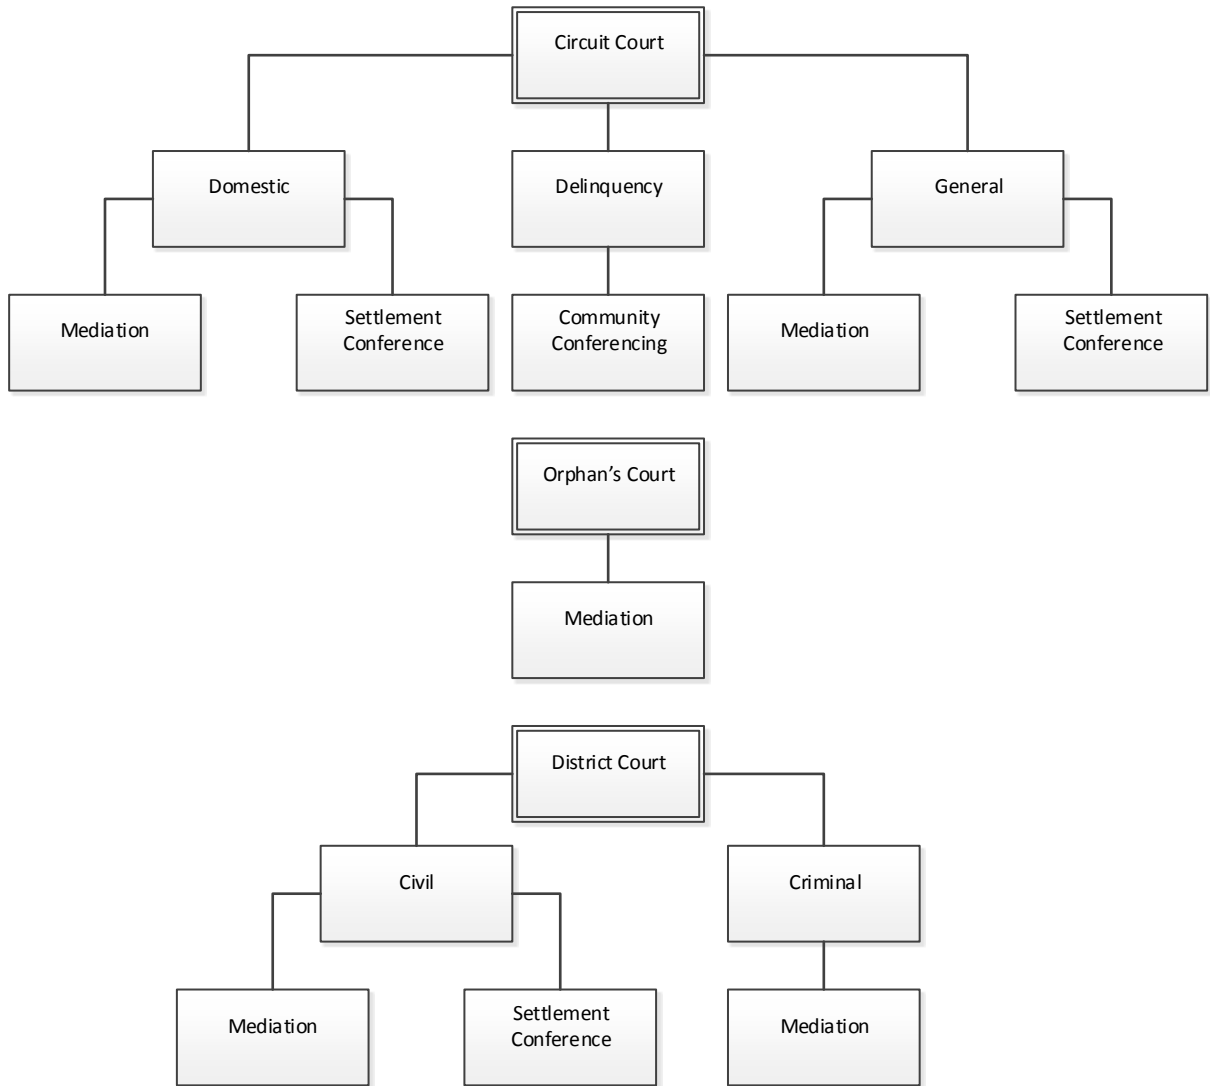 Circuit Court
Domestic
Delinquency
General
Mediation
Settlement
Conference
Community
Conferencing
Mediation
Settlement
Conference
Orphan’s Court
Mediation
District Court
Civil
Criminal
Mediation
Settlement
Conference
Mediation